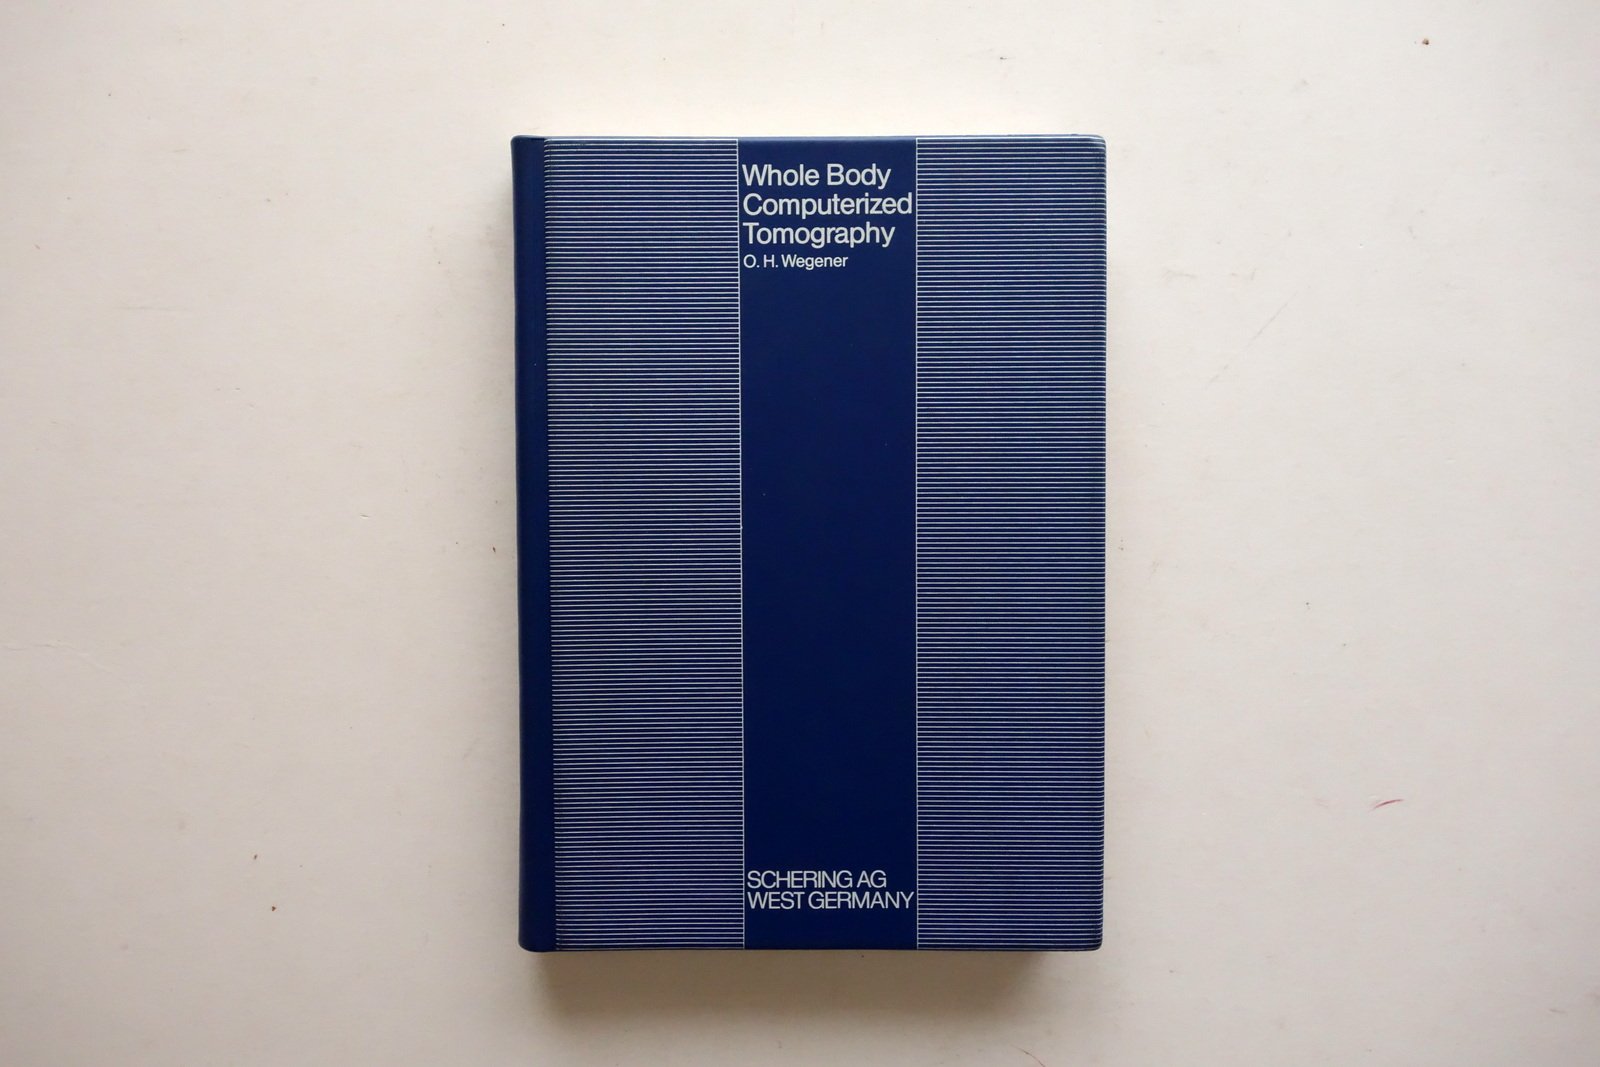 Whole Body
Computerized
Tomography
O. H. Wegener
SCHERING AG
WEST GERMANY